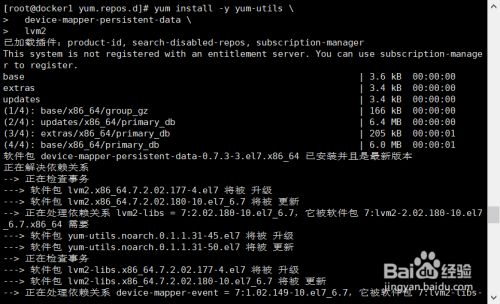 [root@docker1 yum.repos.d]# yum install -y yum-utils \
>   device-mapper-persistent-data \
>   lvm2
已加载插件: product-id, search-disabled-repos, subscription-manager
This system is not registered with an entitlement server. You can use subscription-manage
r to register.
base | 3.6 kB 00:00:00
extras | 3.4 kB 00:00:00
updates | 3.4 kB 00:00:00
(1/4): base/x86_64/group_gz | 166 kB 00:00:00
(2/4): updates/x86_64/primary_db | 6.4 MB 00:00:00
(3/4): extras/x86_64/primary_db | 205 kB 00:00:01
(4/4): base/x86_64/primary_db | 6.0 MB 00:00:01
软件包 device-mapper-persistent-data-0.7.3-3.el7.x86_64 已安装并且是最新版本
正在解决依赖关系
--> 正在检查事务
---> 软件包 lvm2.x86_64.7.2.02.177-4.el7 将被 升级
---> 软件包 lvm2.x86_64.7.2.02.180-10.el7_6.7 将被 更新
--> 正在处理依赖关系 lvm2-libs = 7:2.02.180-10.el7_6.7, 它被软件包 7:lvm2-2.02.180-10.el7
_6.7.x86_64 需要
---> 软件包 yum-utils.noarch.0.1.1.31-45.el7 将被 升级
---> 软件包 yum-utils.noarch.0.1.1.31-50.el7 将被 更新
--> 正在检查事务
---> 软件包 lvm2-libs.x86_64.7.2.02.177-4.el7 将被 升级
---> 软件包 lvm2-libs.x86_64.7.2.02.180-10.el7_6.7 将被 更新
--> 正在处理依赖关系 device-mapper-event = 7:1.02.149-10.el7_6.7, 它被软件包 7:lvm2-libs-
Baidu 经验
jingyan.baidu.com